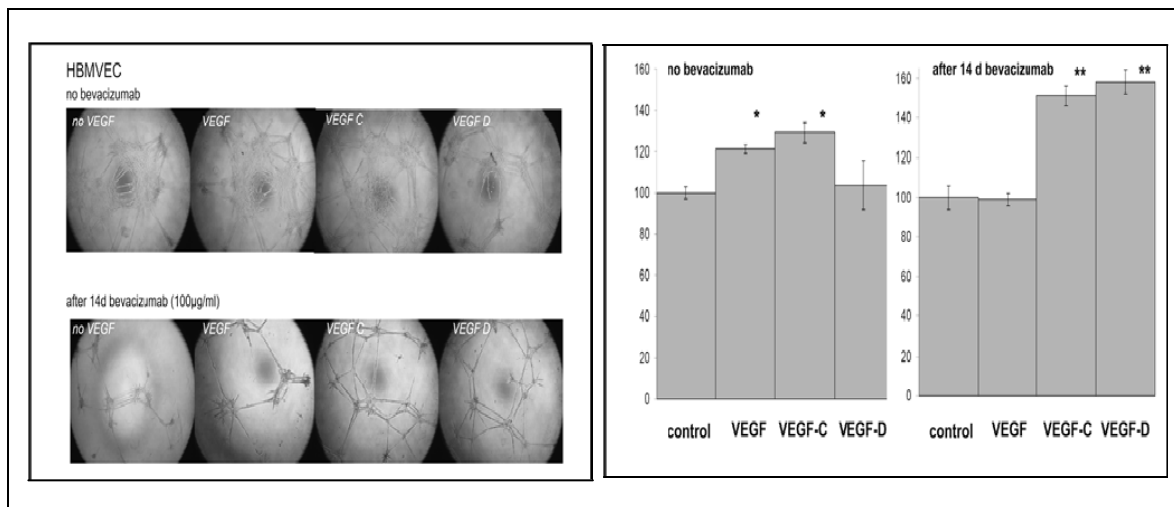 HBMVEC
no bevacizumab
no VEGF VEGF VEGF C VEGF D
after 14d bevacizumab (100µg/ml)
no VEGF VEGF VEGF C VEGF D
no bevacizumab
160
140
120
100
80
60
40
20
0
* *
control VEGF VEGF-C VEGF-D
after 14 d bevacizumab
160
140
120
100
80
60
40
20
0
** **
control VEGF VEGF-C VEGF-D